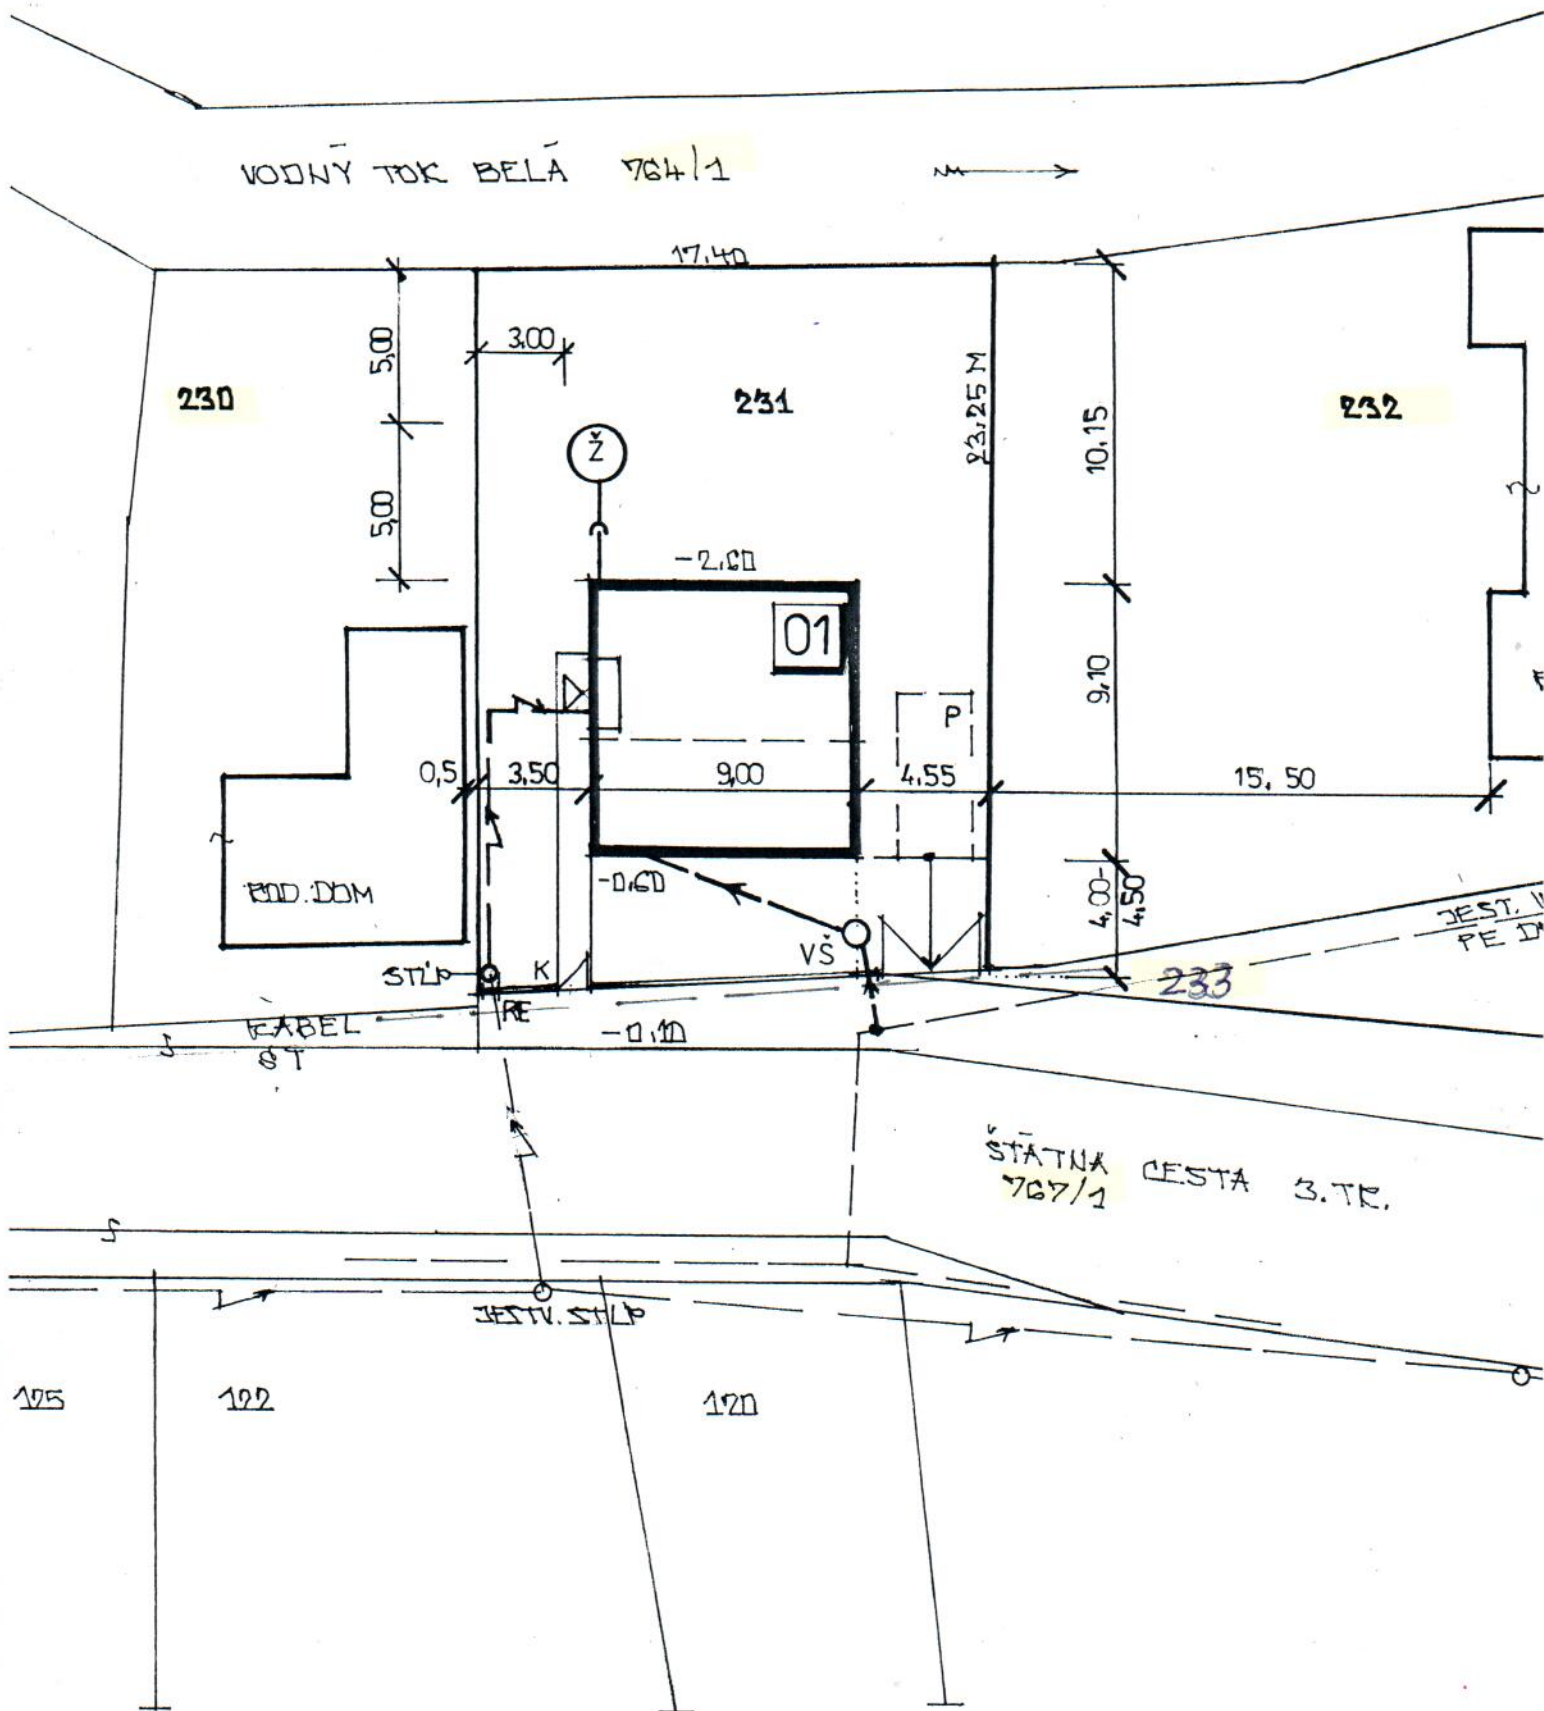 VODNÝ TOK BELÁ 764/1
17,40
3,00
5,00
230
231
23,25 M
232
10,15
Ž
5,00
-2,60
01
9,10
P
0,5
3,50
9,00
4,55
15,50
ROD. DOM
-0,60
4,00-
4,50
JEST.
PE
STĹP
K
VŠ
233
KÁBEL
ST
RE
-0,10
ŠTÁTNA CESTA 3. TR.
767/1
JESTV. STĹP
125
122
120